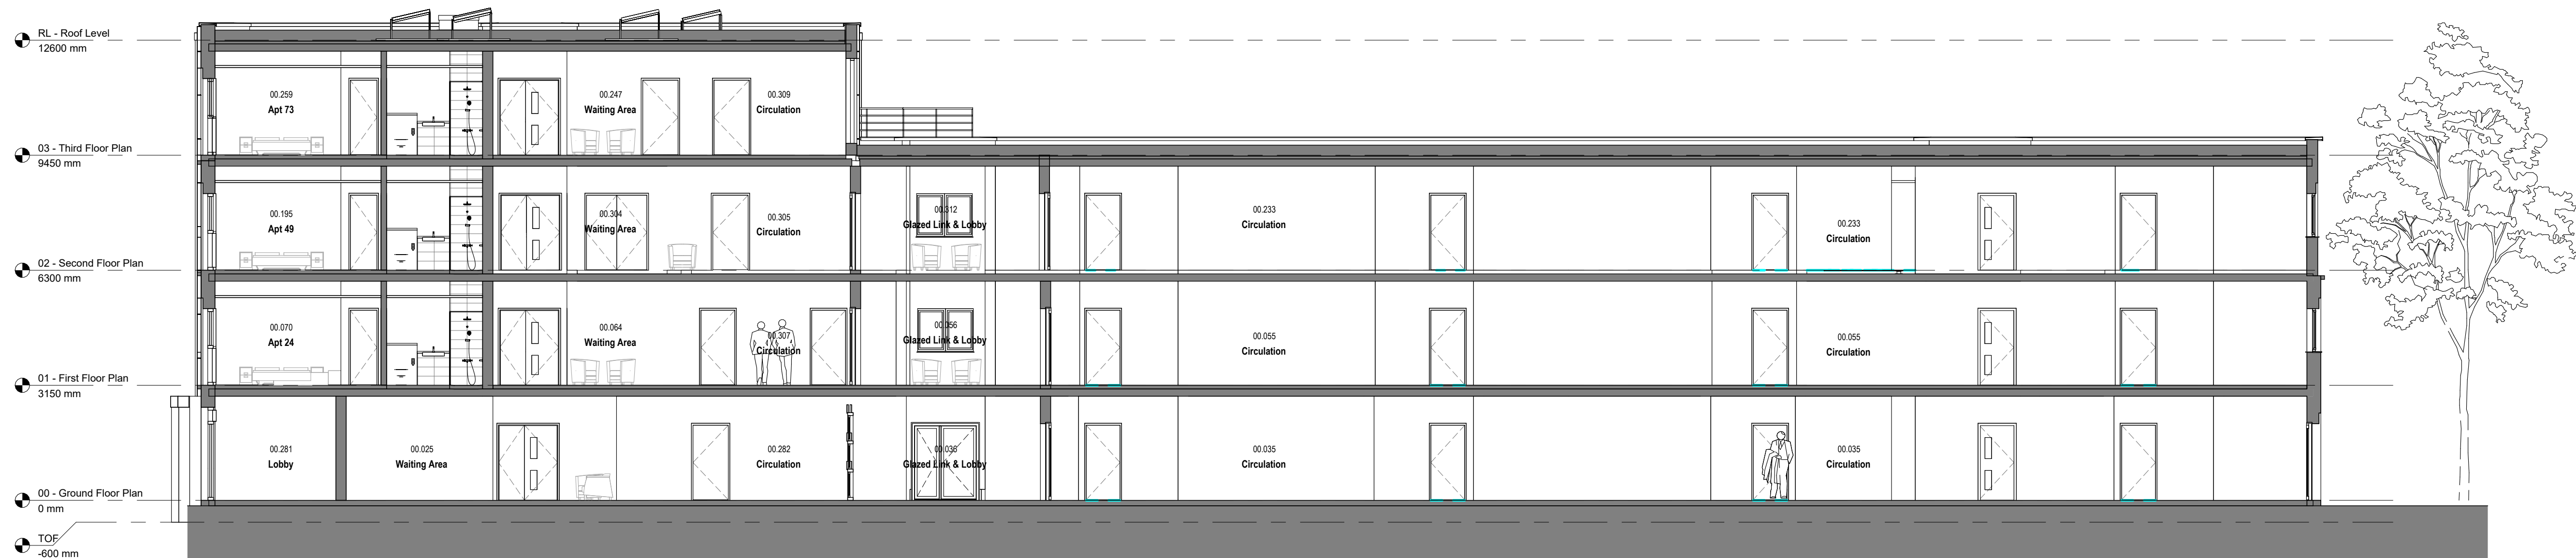 RL - Roof Level
12600 mm
00.259
Apt 73
00.247
Waiting Area
00.309
Circulation
03 - Third Floor Plan
9450 mm
00.195
Apt 49
00.304
Waiting Area
00.305
Circulation
00.312
Glazed Link & Lobby
00.233
Circulation
00.233
Circulation
02 - Second Floor Plan
6300 mm
00.070
Apt 24
00.064
Waiting Area
00.307
Circulation
00.056
Glazed Link & Lobby
00.055
Circulation
00.055
Circulation
01 - First Floor Plan
3150 mm
00.281
Lobby
00.025
Waiting Area
00.282
Circulation
00.036
Glazed Link & Lobby
00.035
Circulation
00.035
Circulation
00 - Ground Floor Plan
0 mm
TOF
-600 mm